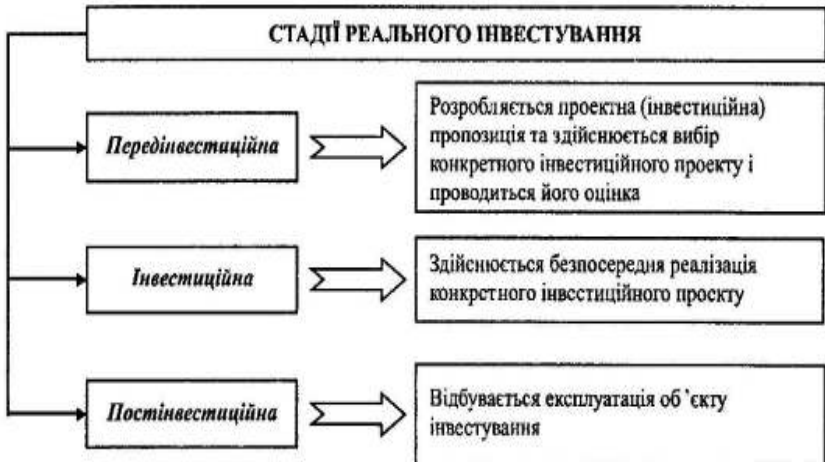 СТАДІЇ РЕАЛЬНОГО ІНВЕСТУВАННЯ
Передінвестиційна
Розробляється проектна (інвестиційна)
пропозиція та здійснюється вибір
конкретного інвестиційного проекту і
проводиться його оцінка
Інвестиційна
Здійснюється безпосередня реалізація
конкретного інвестиційного проекту
Постінвестиційна
Відбувається експлуатація об 'єкту
інвестування